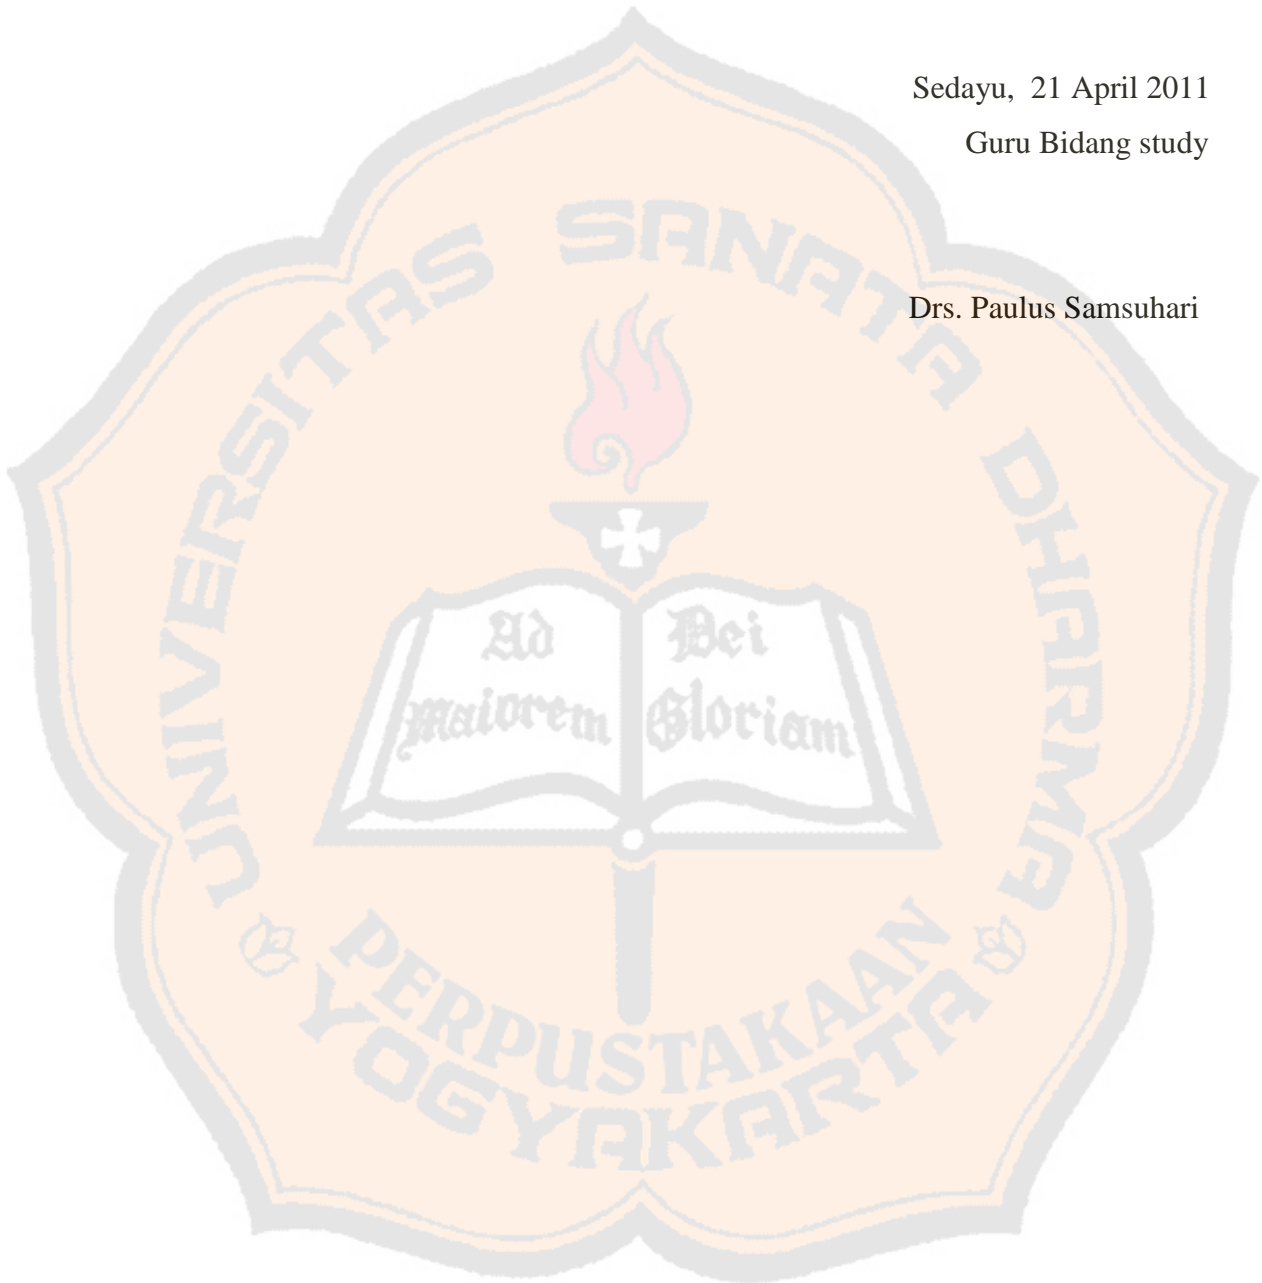 Sedayu,  21 April 2011
Guru Bidang study
Drs. Paulus Samsuhari
UNIVERSITAS SANATA DHARMA
Ad Dei
maiorem Gloriam
PERPUSTAKAAN
YOGYAKARTA